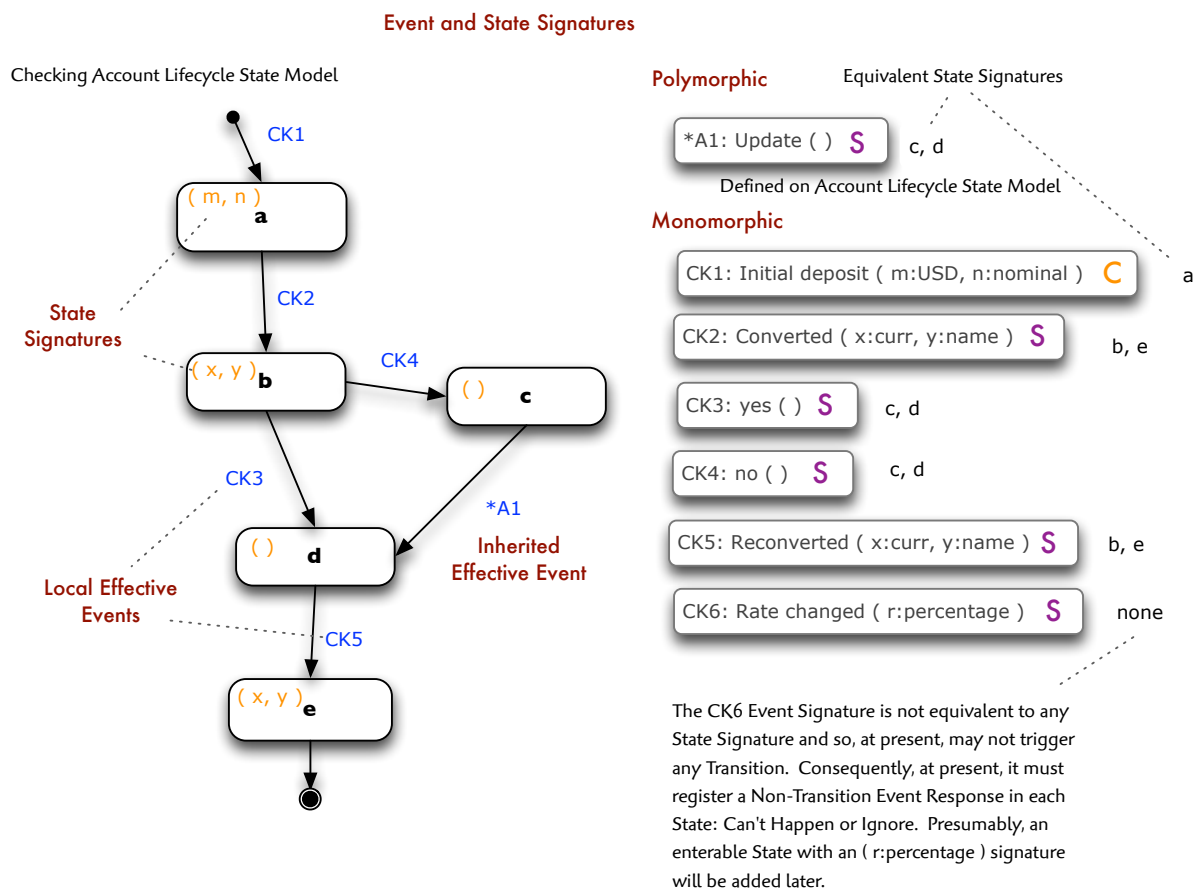 Event and State Signatures
Checking Account Lifecycle State Model
CK1
( m, n )
a
CK2
State
Signatures
( x, y )
b
CK4
( )
c
CK3
*A1
( )
d
Inherited
Effective Event
Local Effective
Events
CK5
( x, y )
e
Polymorphic
Equivalent State Signatures
*A1: Update ( ) S
c, d
Defined on Account Lifecycle State Model
Monomorphic
CK1: Initial deposit ( m:USD, n:nominal ) C
a
CK2: Converted ( x:curr, y:name ) S
b, e
CK3: yes ( ) S
c, d
CK4: no ( ) S
c, d
CK5: Reconverted ( x:curr, y:name ) S
b, e
CK6: Rate changed ( r:percentage ) S
none
The CK6 Event Signature is not equivalent to any
State Signature and so, at present, may not trigger
any Transition. Consequently, at present, it must
register a Non-Transition Event Response in each
State: Can't Happen or Ignore. Presumably, an
enterable State with an ( r:percentage ) signature
will be added later.